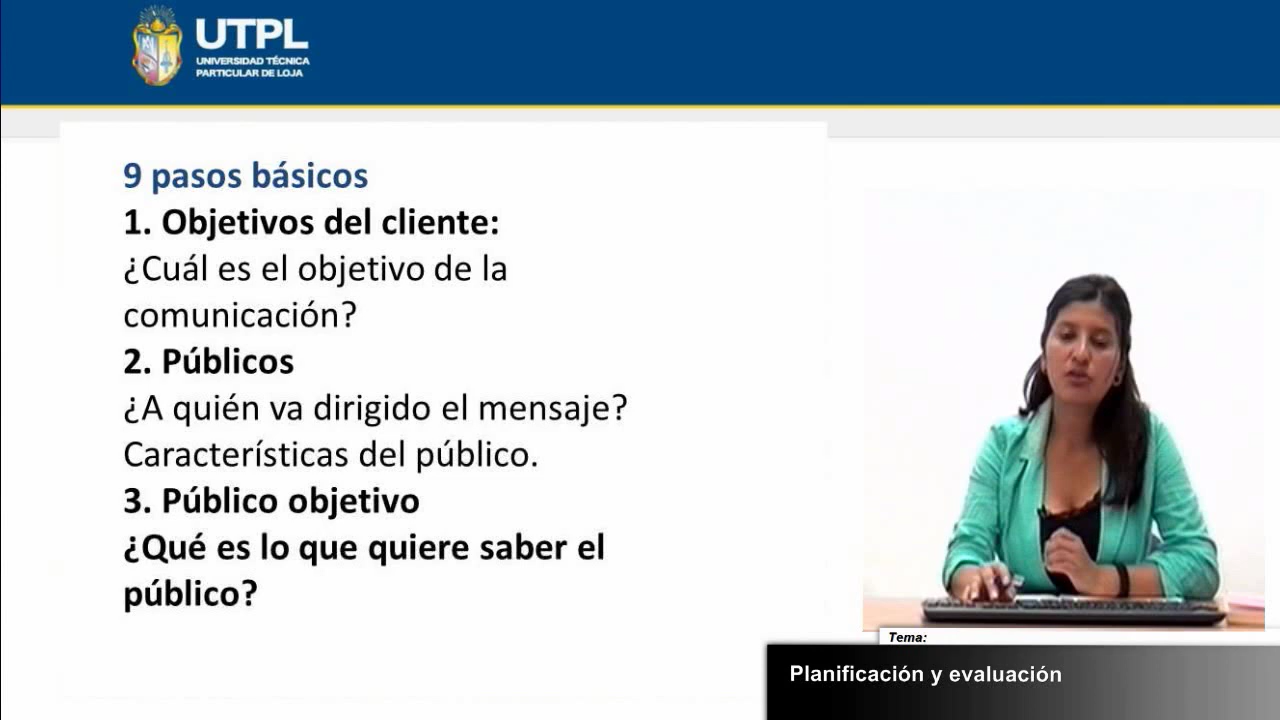 UTPL
UNIVERSIDAD TÉCNICA
PARTICULAR DE LOJA
9 pasos básicos
1. Objetivos del cliente:
¿Cuál es el objetivo de la
comunicación?
2. Públicos
¿A quién va dirigido el mensaje?
Características del público.
3. Público objetivo
¿Qué es lo que quiere saber el
público?
Tema:
Planificación y evaluación